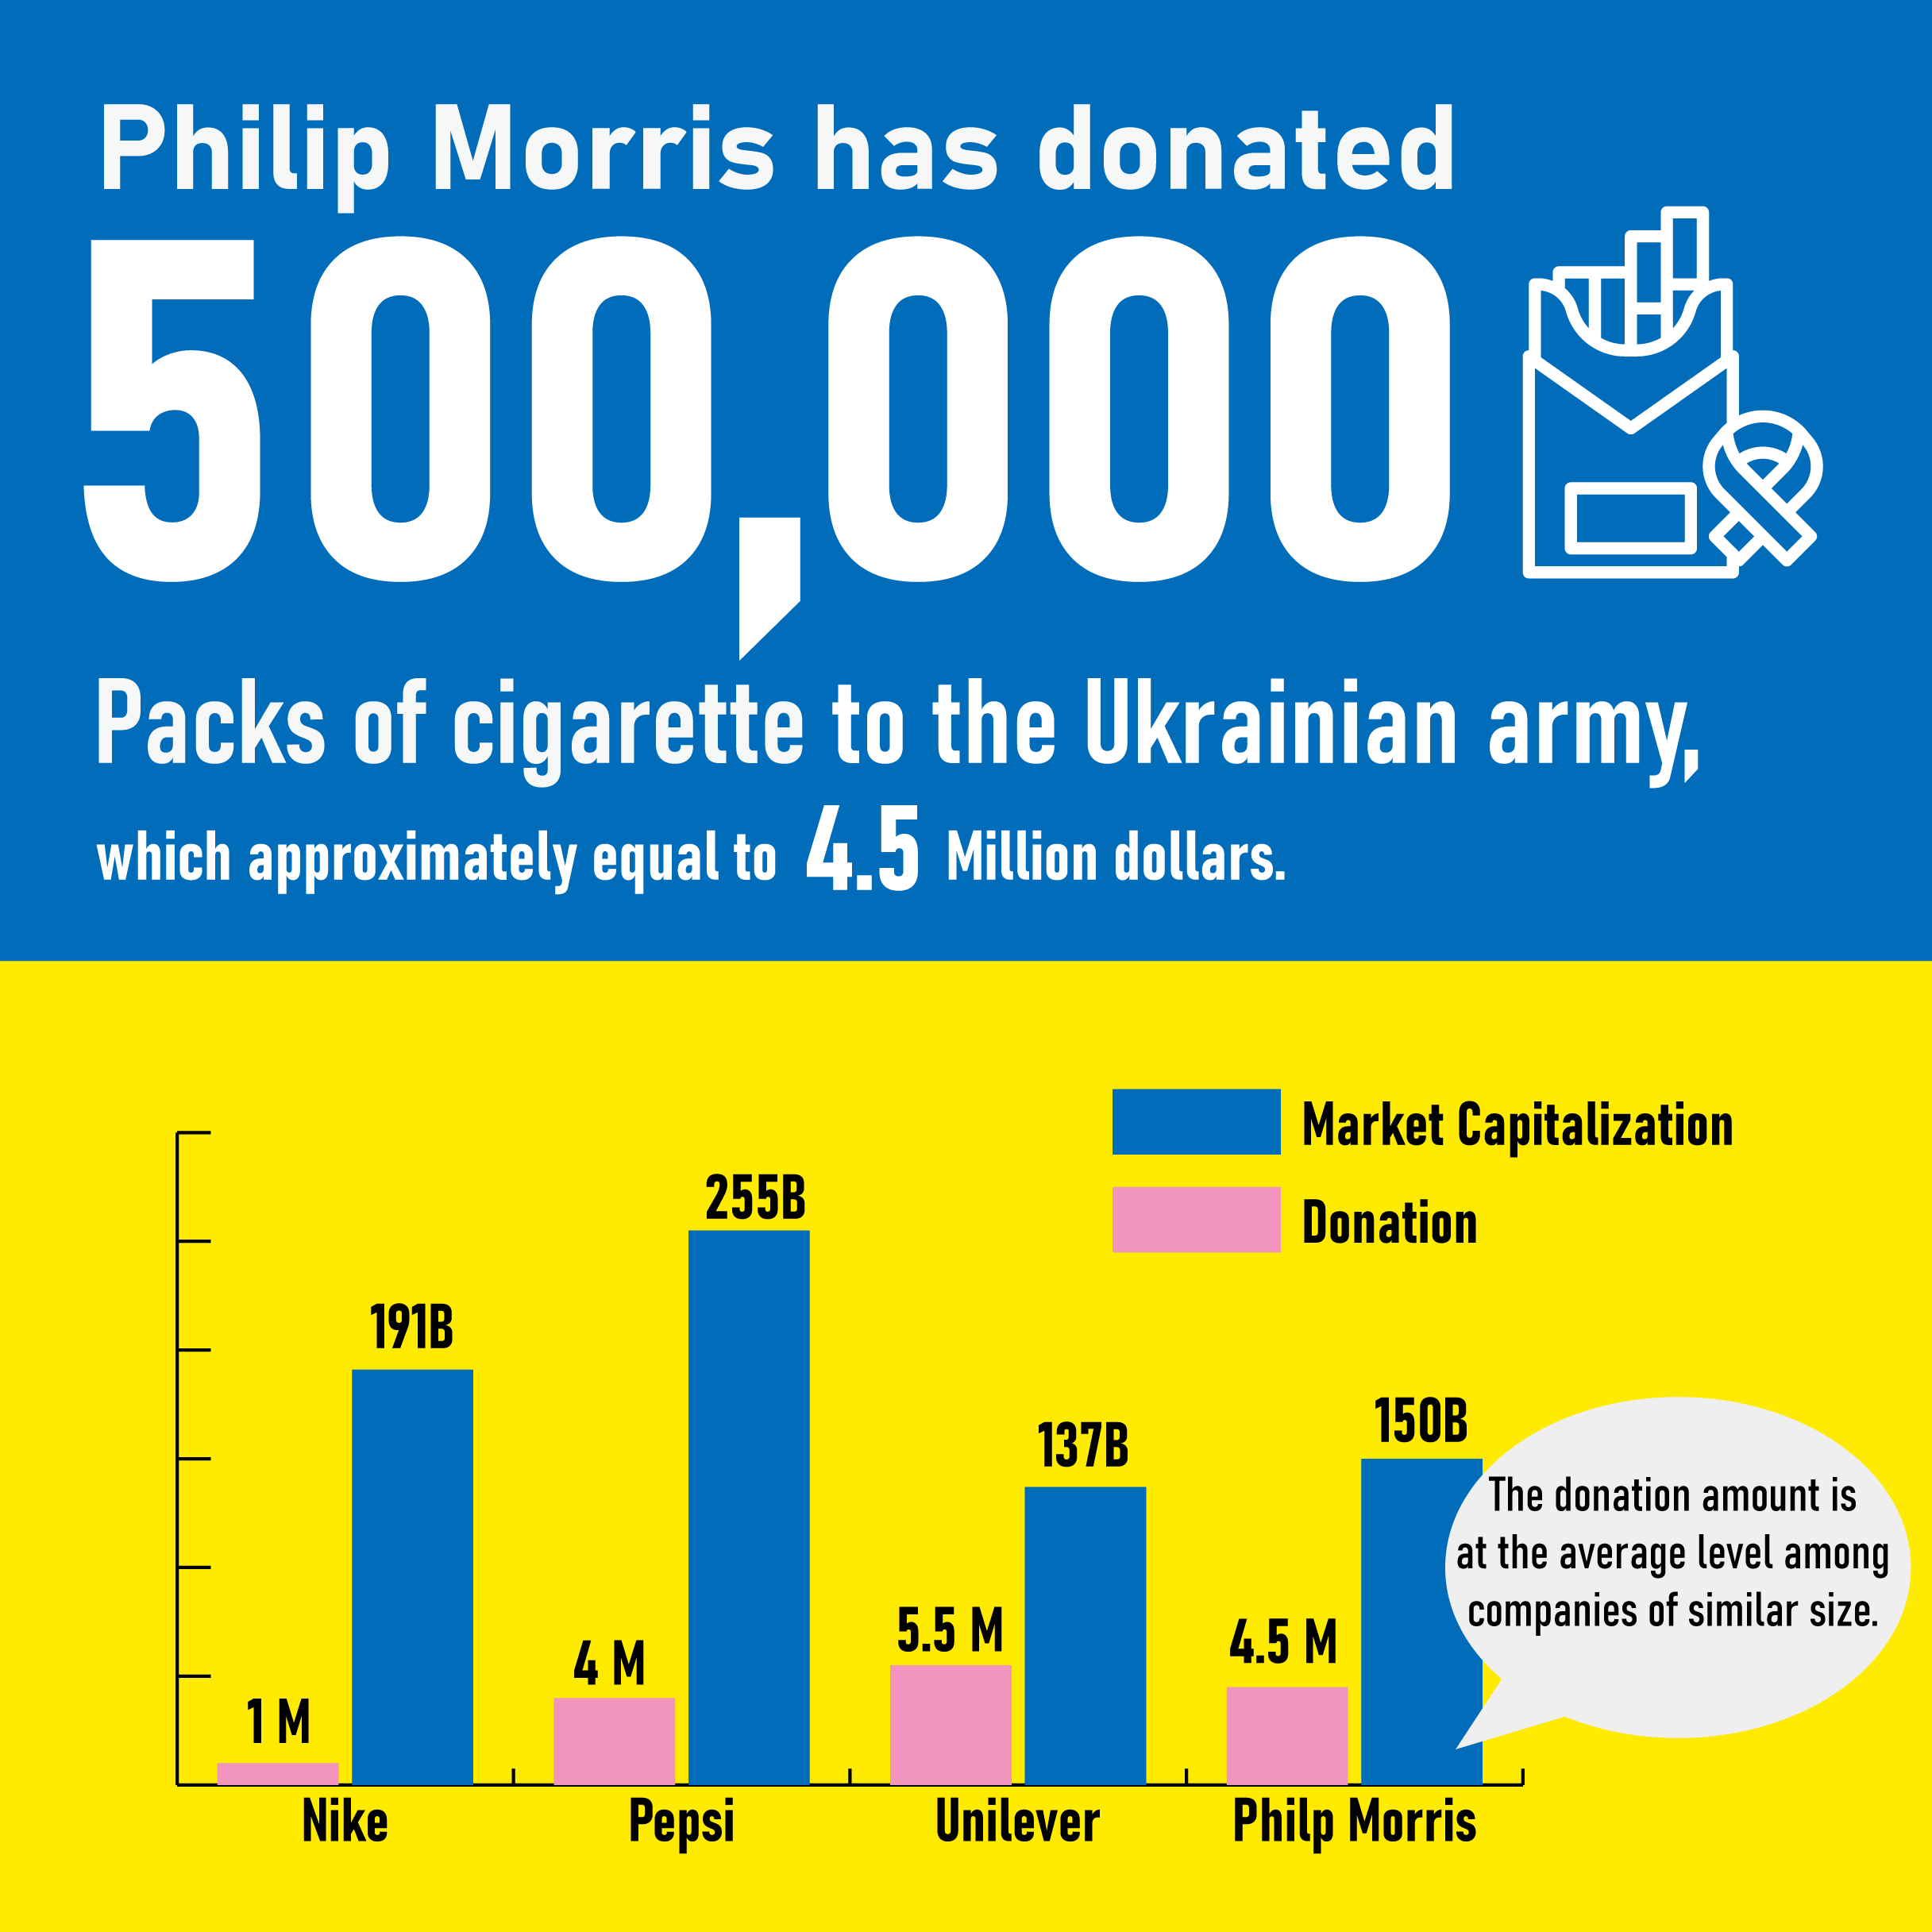 Philip Morris has donated
500,000
Packs of cigarette to the Ukrainian army,
which approximately equal to 4.5 Million dollars.
Market Capitalization
Donation
255B
191B
150B
137B
The donation amount is
at the average level among
companies of similar size.
5.5 M
4.5 M
4 M
1 M
Nike
Pepsi
Unilever
Philp Morris